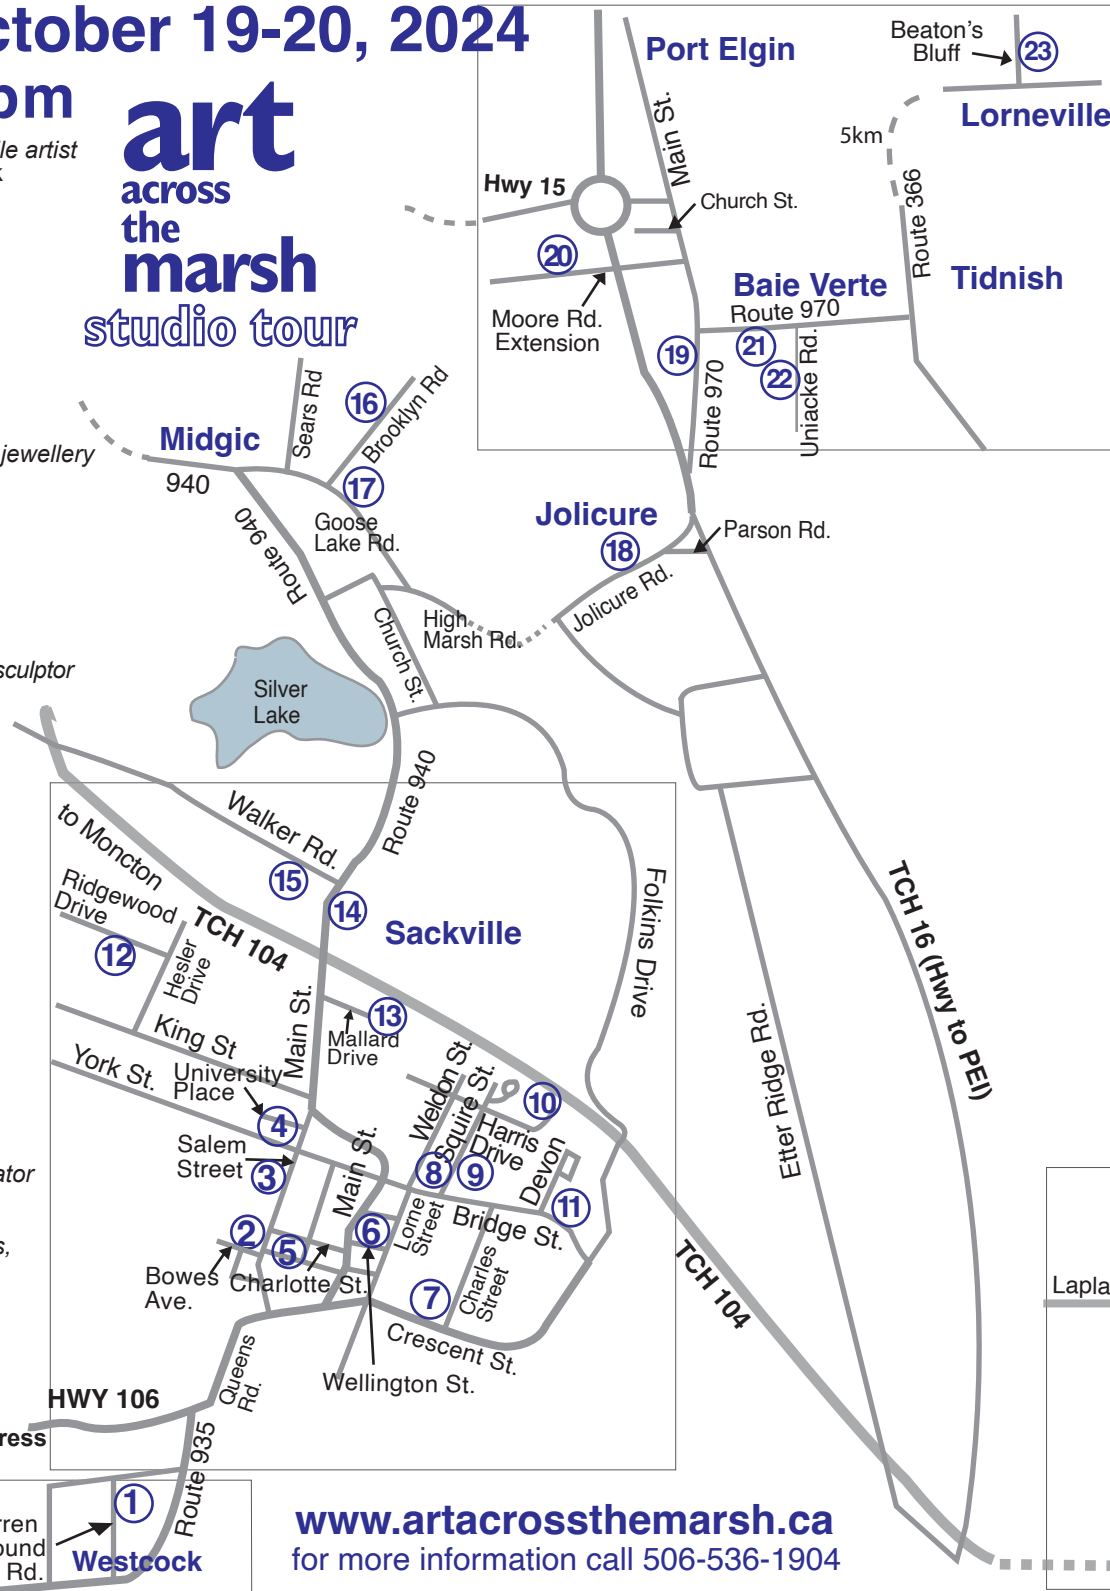 ctober 19-20, 2024
pm
le artist
k
art
across
the
marsh
studio tour
Port Elgin
Beaton's
Bluff
23
Lorneville
5km
Main St.
Hwy 15
Church St.
Route 366
20
Baie Verte
Tidnish
Route 970
Moore Rd.
Extension
19
21
22
Uniacke Rd.
Route 970
Sears Rd
16
Brooklyn Rd
Midgic
jewellery
940
17
Goose
Lake Rd.
Route 940
Jolicure
18
Parson Rd.
Jolicure Rd.
High
Marsh Rd.
Church St.
sculptor
Silver
Lake
Route 940
to Moncton
Walker Rd.
15
14
Ridgewood
Drive
12
TCH 104
Sackville
Hesler
Drive
Folkins Drive
TCH 16 (Hwy to PEI)
Main St.
13
Mallard
Drive
King St
York St.
University
Place
4
Weldon St.
Squire St.
10
Harris
Drive
Etter Ridge Rd.
Salem
Street
3
Main St.
8
9
Devon
11
ator
s,
2
5
6
Lorne
Street
Bridge St.
TCH 104
Bowes
Ave.
Charlotte St.
7
Charles
Street
Lapla
Crescent St.
Queens
Rd.
Wellington St.
HWY 106
ress
Route 935
1
rren
ound
Rd.
Westcock
www.artacrossthemarsh.ca
for more information call 506-536-1904